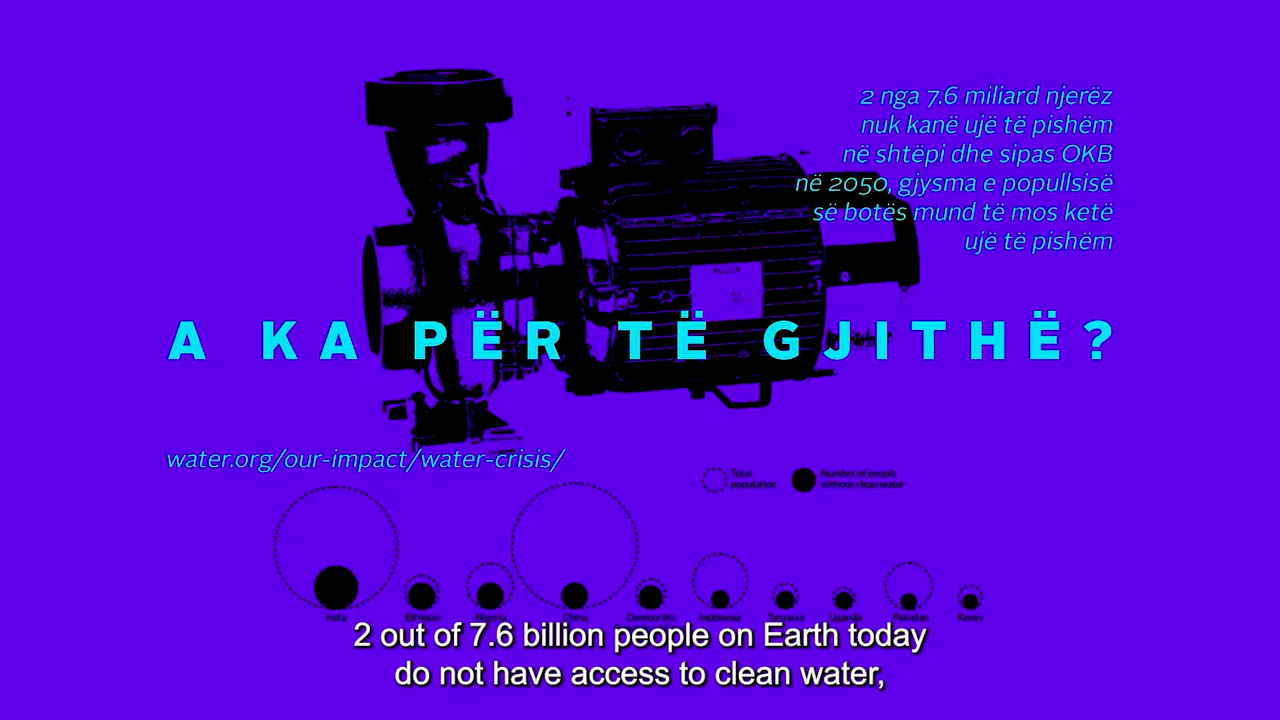 2 nga 7.6 miliard njerëz
nuk kanë ujë të pishëm
në shtëpi dhe sipas OKB
në 2050, gjysma e popullsisë
së botës mund të mos ketë
ujë të pishëm
A KA PËR TË GJITHË?
water.org/our-impact/water-crisis/
Total
population
Number of people
without clean water
India
Ethiopia
Nigeria
China
Democratic
Indonesia
Tanzania
Uganda
Pakistan
Kenya
2 out of 7.6 billion people on Earth today
do not have access to clean water,